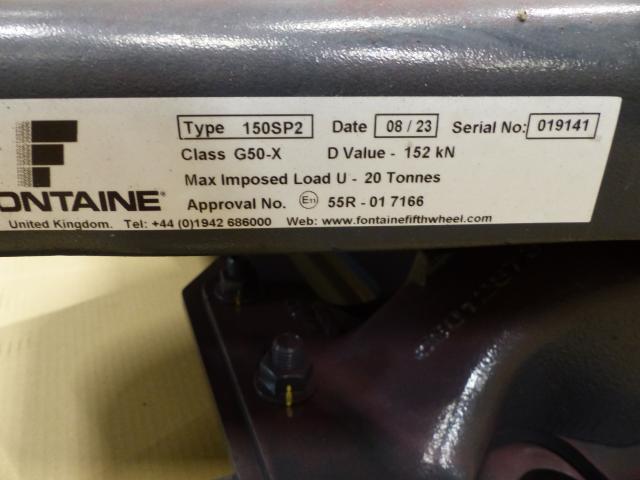 Type 150SP2 Date 08 / 23 Serial No: 019141
Class G50-X D Value - 152 kN
Max Imposed Load U - 20 Tonnes
ONTAINE® Approval No. E11 55R - 01 7166
United Kingdom. Tel: +44 (0)1942 686000 Web: www.fontainefifthwheel.com